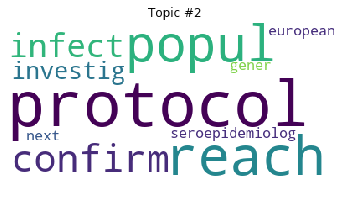 Topic #2
infect popul european
investig gener
protocol
next seroepidemiolog
confirm reach